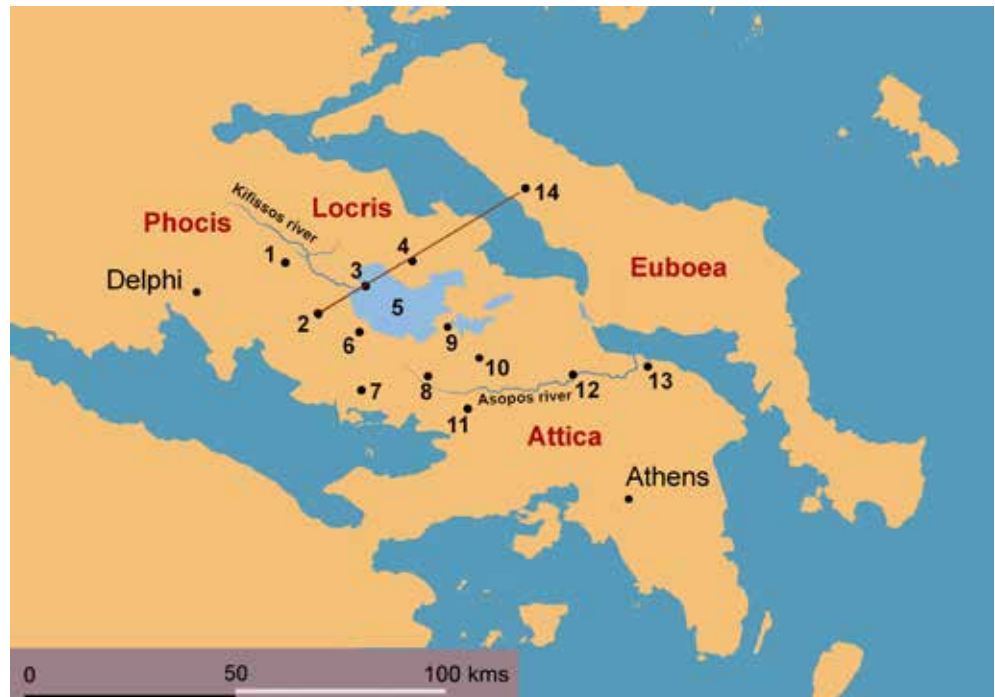 14
Kifissos river
Locris
Phocis
4
1
3
Euboea
Delphi
5
2
6
9
10
7
8
12
13
Asopos river
11
Attica
Athens
0 50 100 kms